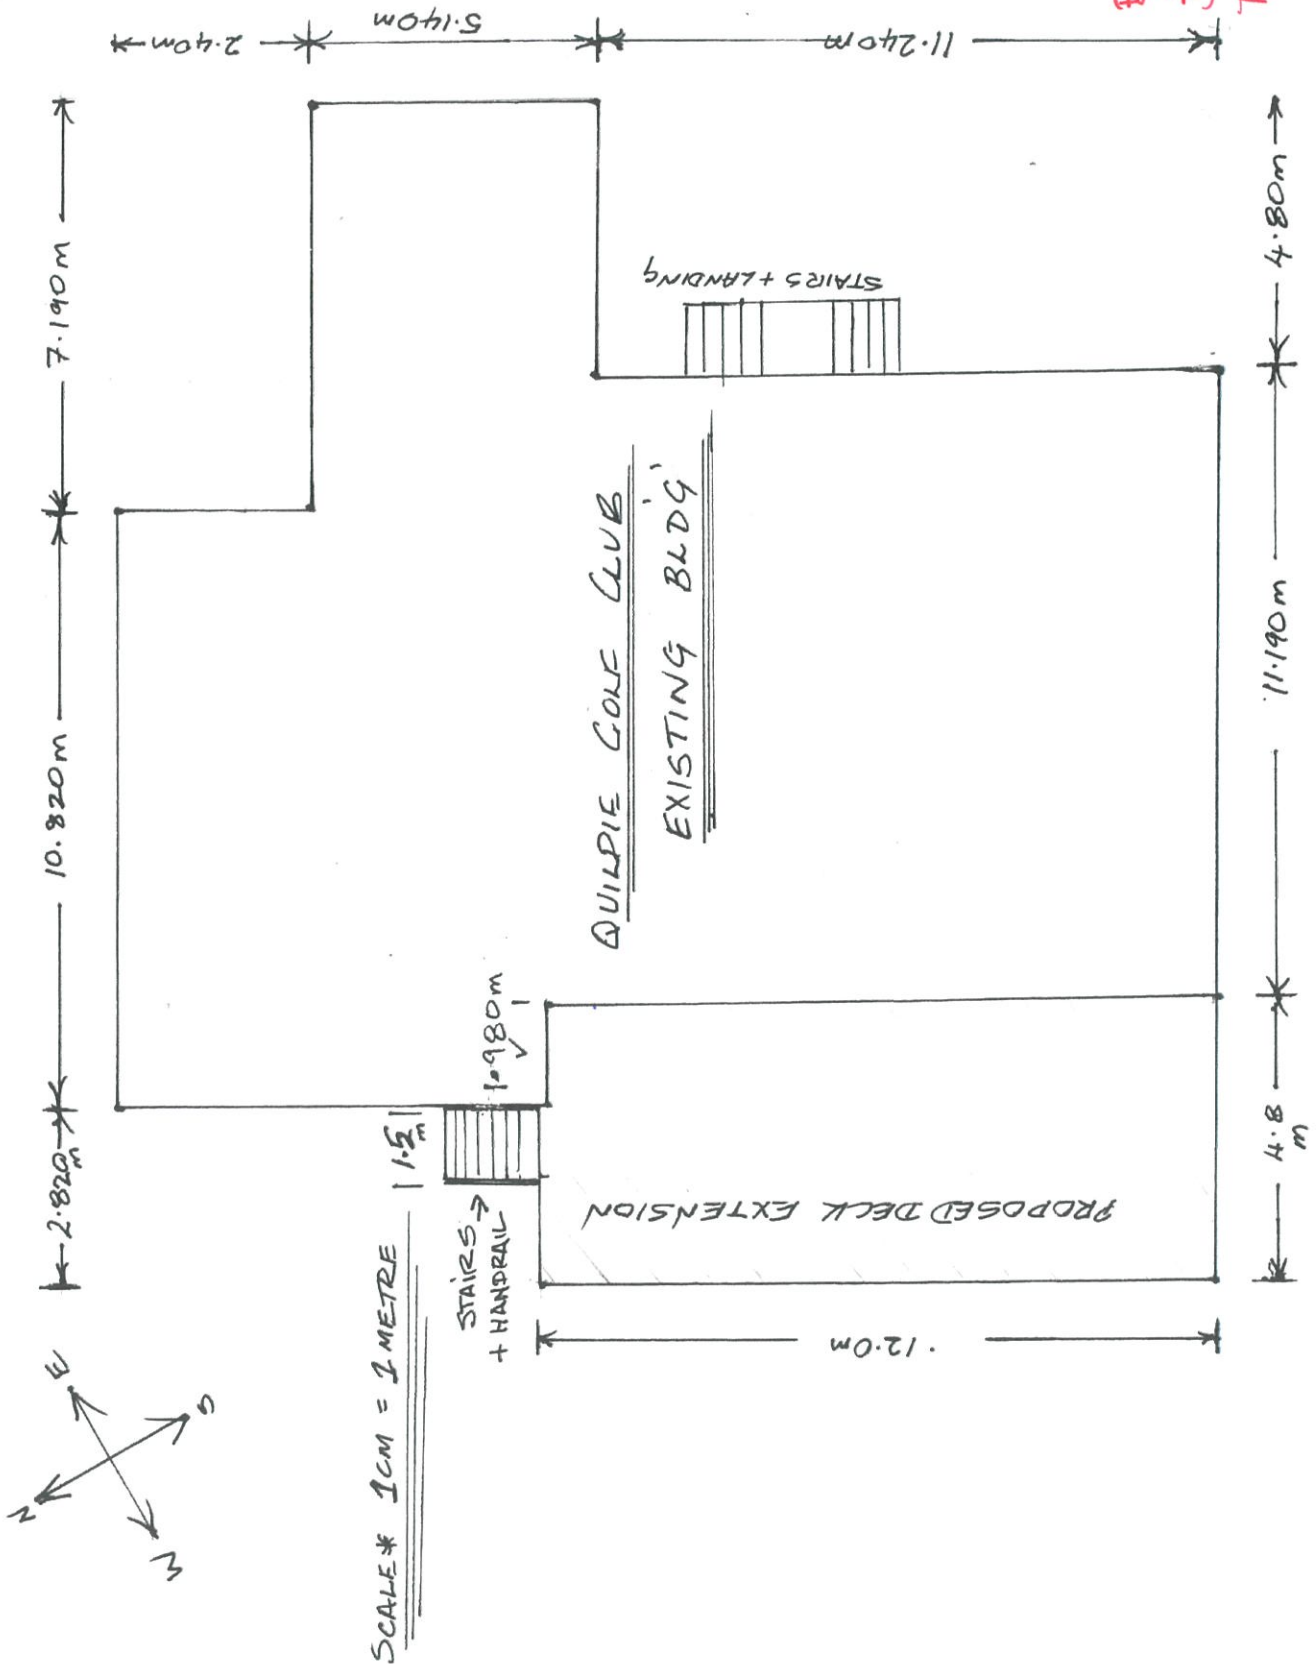 N
E
S
W
2.820m
10.820m
7.190m
2.40m
5.140m
11.240m
SCALE* 1CM = 1 METRE
1.5m
1.980m
STAIRS
+ HANDRAIL
QUILPIE GOLF CLUB
EXISTING BLD'G'
STAIRS + LANDING
PROPOSED DECK EXTENSION
12.0m
4.8
m
11.190m
4.80m